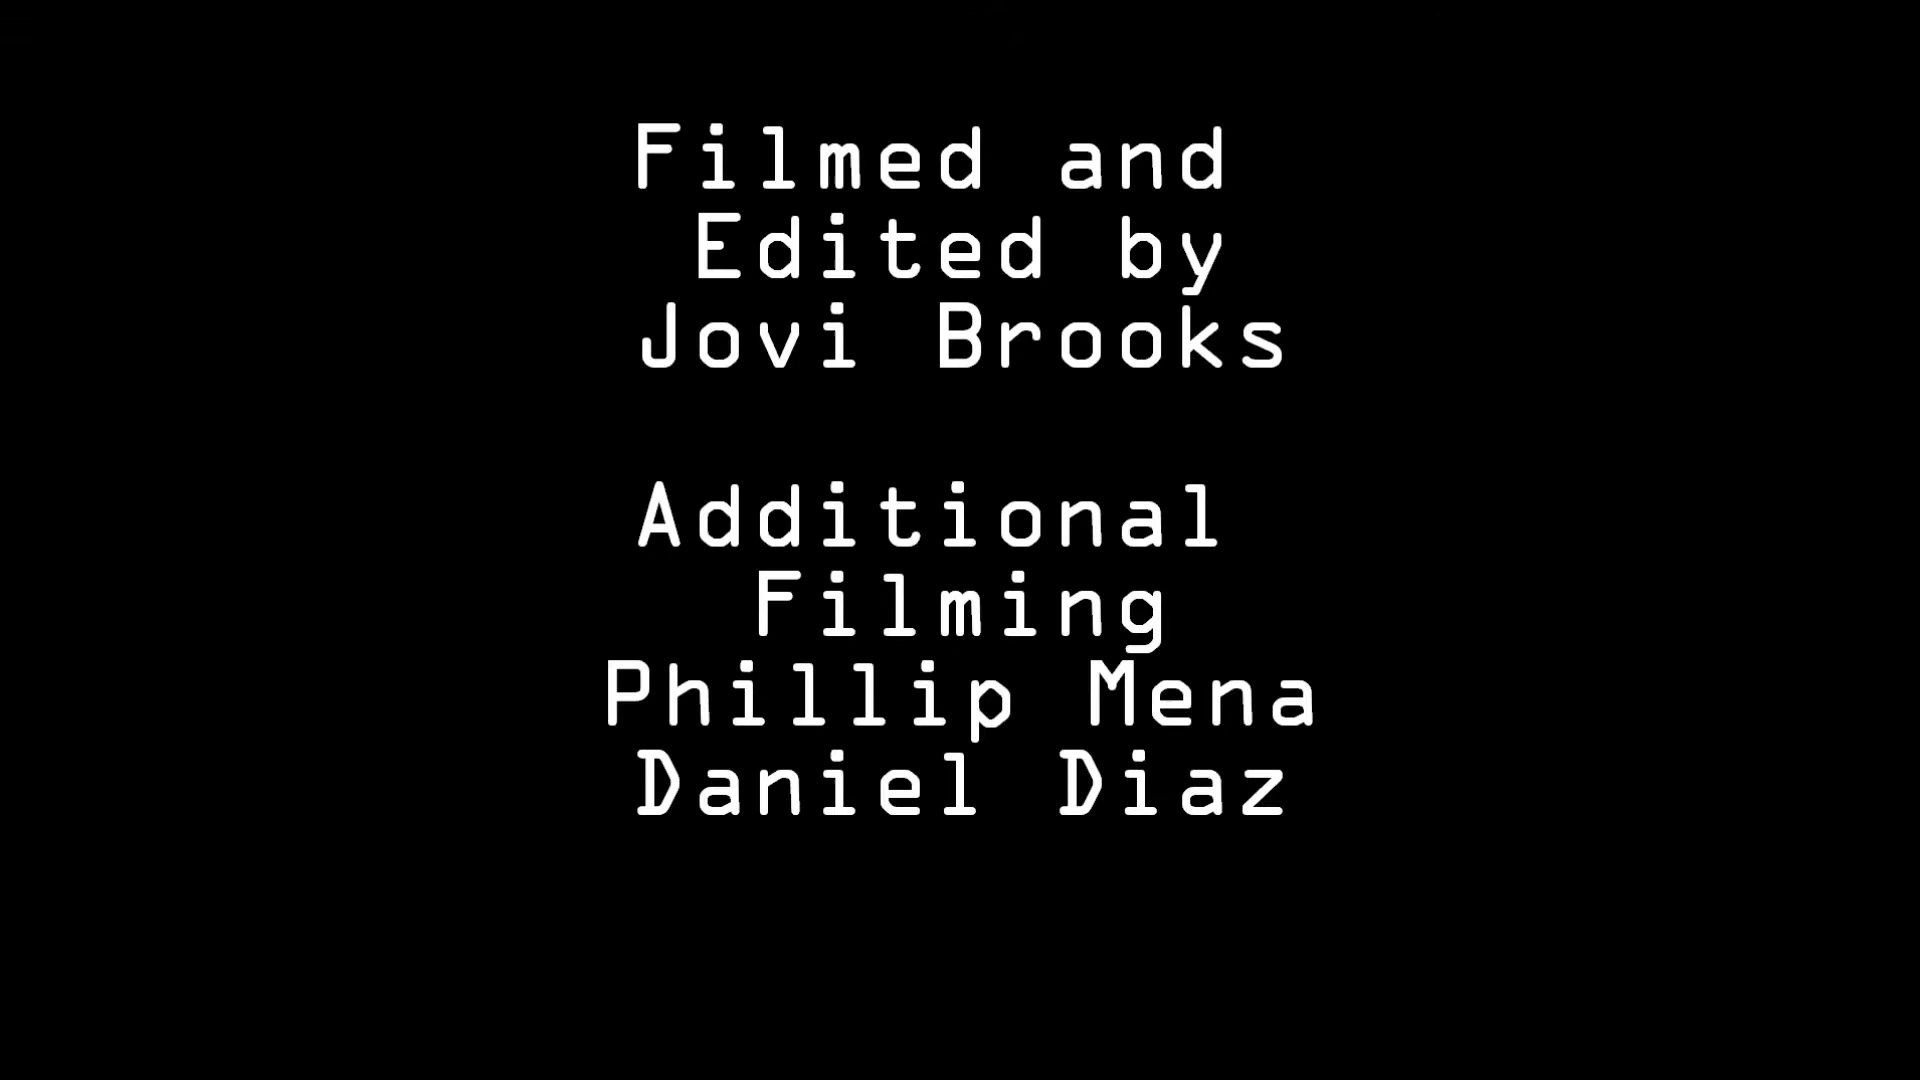 Filmed and
Edited by
Jovi Brooks
Additional
Filming
Phillip Mena
Daniel Diaz